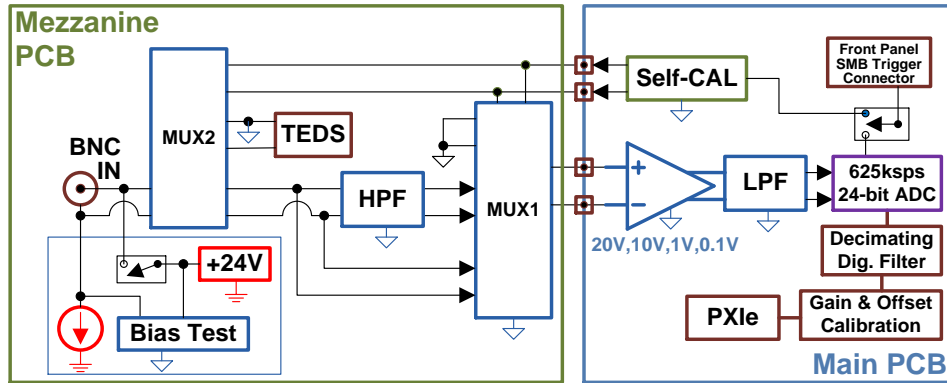 Mezzanine
PCB
MUX2
TEDS
BNC
IN
HPF
MUX1
+24V
Bias Test
Self-CAL
Front Panel
SMB Trigger
Connector
+
−
20V,10V,1V,0.1V
LPF
625ksps
24-bit ADC
Decimating
Dig. Filter
Gain & Offset
Calibration
PXIe
Main PCB